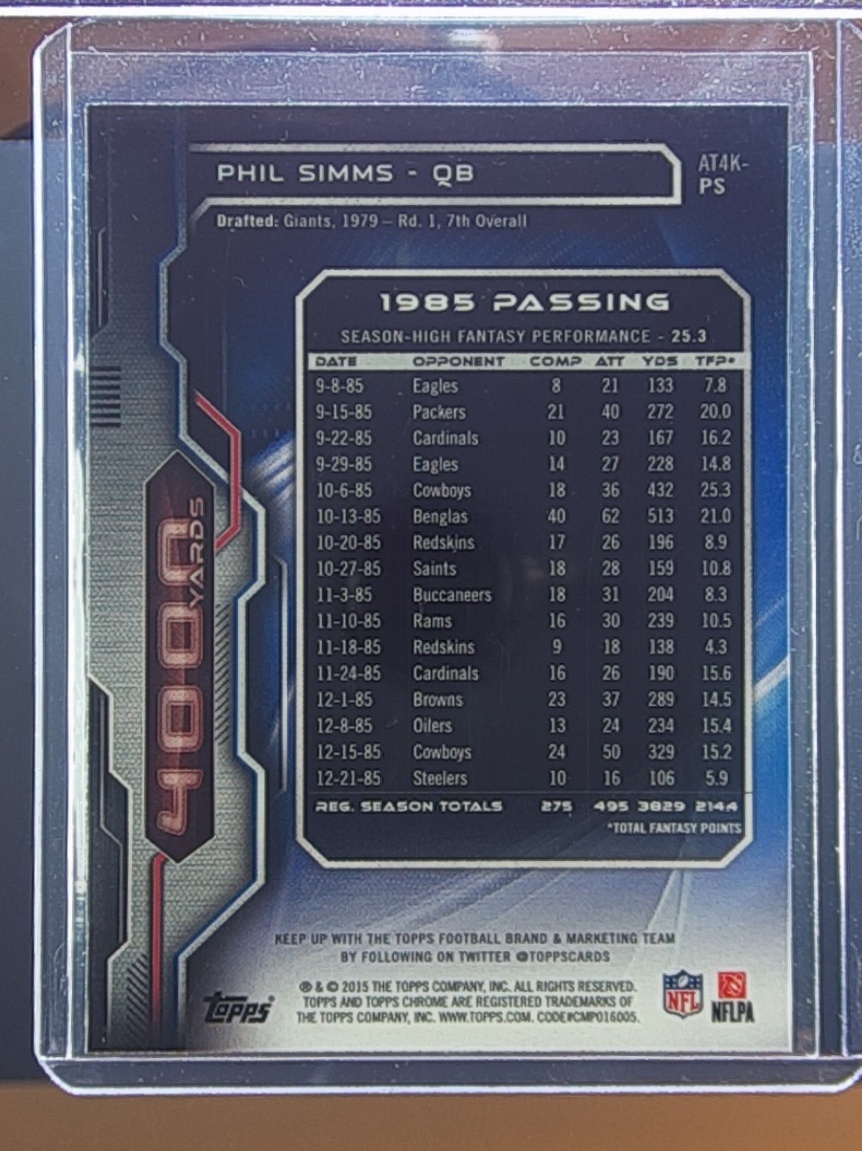 PHIL SIMMS - QB
AT4K-
PS
Drafted: Giants, 1979 – Rd. 1, 7th Overall
1985 PASSING
SEASON-HIGH FANTASY PERFORMANCE - 25.3
DATE OPPONENT COMP ATT YDS TFP*
9-8-85 Eagles 8 21 133 7.8
9-15-85 Packers 21 40 272 20.0
9-22-85 Cardinals 10 23 167 16.2
9-29-85 Eagles 14 27 228 14.8
10-6-85 Cowboys 18 36 432 25.3
10-13-85 Benglas 40 62 513 21.0
10-20-85 Redskins 17 26 196 8.9
10-27-85 Saints 18 28 159 10.8
11-3-85 Buccaneers 18 31 204 8.3
11-10-85 Rams 16 30 239 10.5
11-18-85 Redskins 9 18 138 4.3
11-24-85 Cardinals 16 26 190 15.6
12-1-85 Browns 23 37 289 14.5
12-8-85 Oilers 13 24 234 15.4
12-15-85 Cowboys 24 50 329 15.2
12-21-85 Steelers 10 16 106 5.9
REG. SEASON TOTALS 275 495 3829 214.4
*TOTAL FANTASY POINTS
4000
YARDS
KEEP UP WITH THE TOPPS FOOTBALL BRAND & MARKETING TEAM
BY FOLLOWING ON TWITTER @TOPPSCARDS
® & © 2015 THE TOPPS COMPANY, INC. ALL RIGHTS RESERVED.
TOPPS AND TOPPS CHROME ARE REGISTERED TRADEMARKS OF
THE TOPPS COMPANY, INC. WWW.TOPPS.COM. CODE#CMP016005.
Topps
NFL
NFLPA